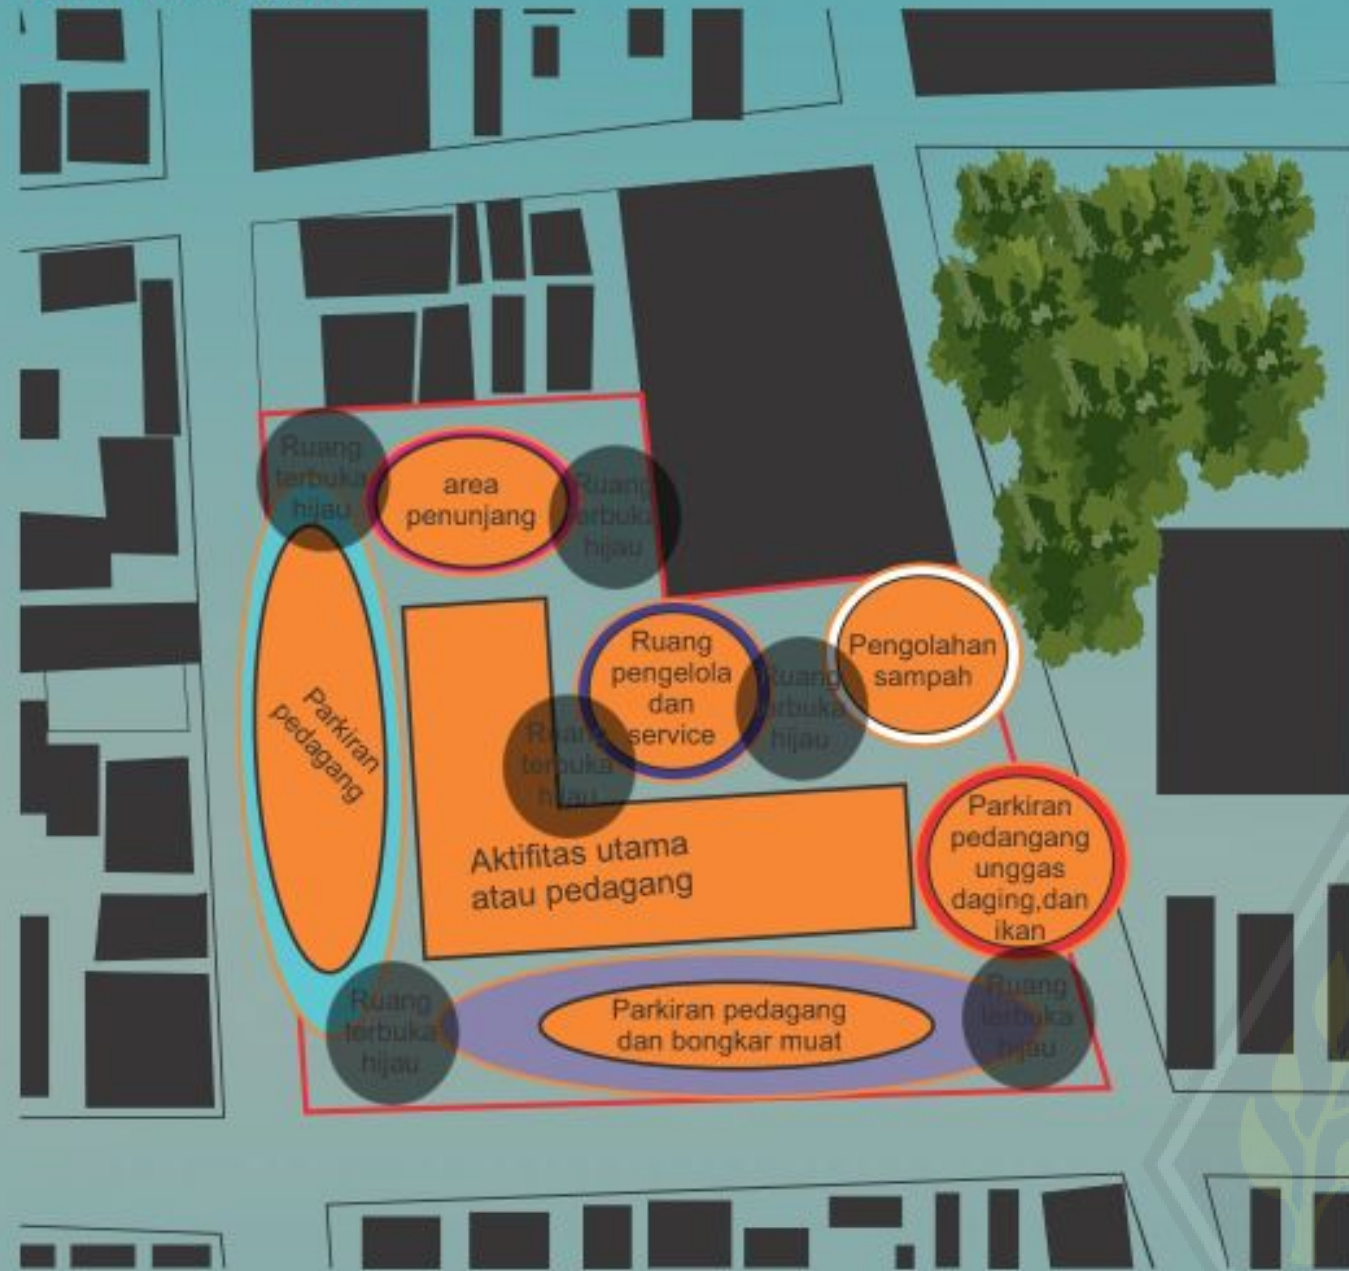 Ruang
terbuka
hijau
area
penunjang
Ruang
terbuka
hijau
Ruang
pengelola
dan
service
Pengolahan
sampah
Ruang
terbuka
hijau
Ruang
terbuka
hijau
Parkiran
pedagang
Aktifitas utama
atau pedagang
Parkiran
pedangang
unggas
daging,dan
ikan
Ruang
terbuka
hijau
Parkiran pedagang
dan bongkar muat
Ruang
terbuka
hijau